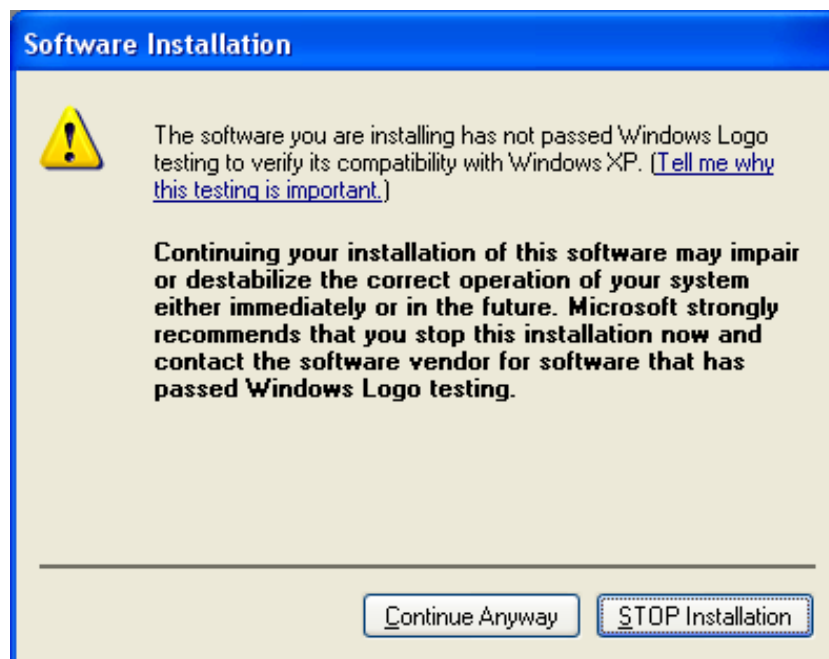 Software Installation
The software you are installing has not passed Windows Logo
testing to verify its compatibility with Windows XP. (Tell me why
this testing is important.)
Continuing your installation of this software may impair
or destabilize the correct operation of your system
either immediately or in the future. Microsoft strongly
recommends that you stop this installation now and
contact the software vendor for software that has
passed Windows Logo testing.
Continue Anyway
STOP Installation